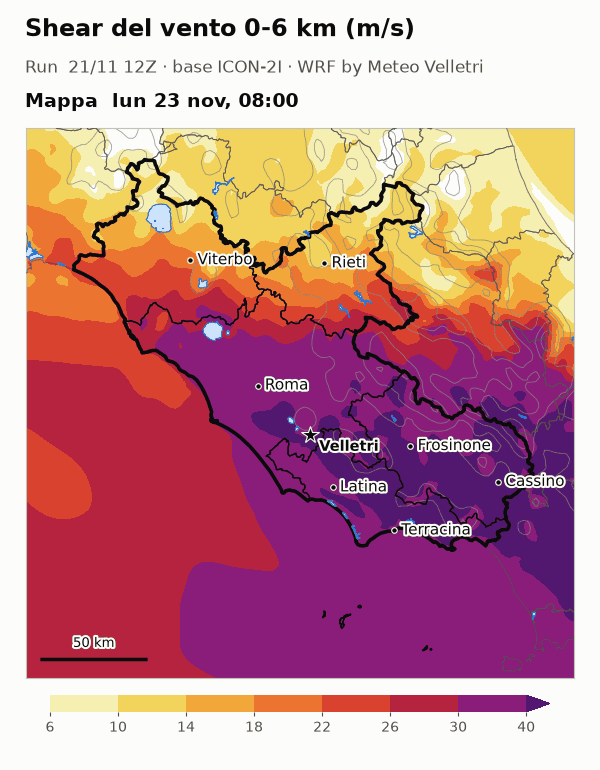 Shear del vento 0-6 km (m/s)
Run  21/11 12Z · base ICON-2I · WRF by Meteo Velletri
Mappa  lun 23 nov, 08:00
Viterbo
Rieti
Roma
Velletri
Frosinone
Cassino
Latina
Terracina
50 km
6 10 14 18 22 26 30 40